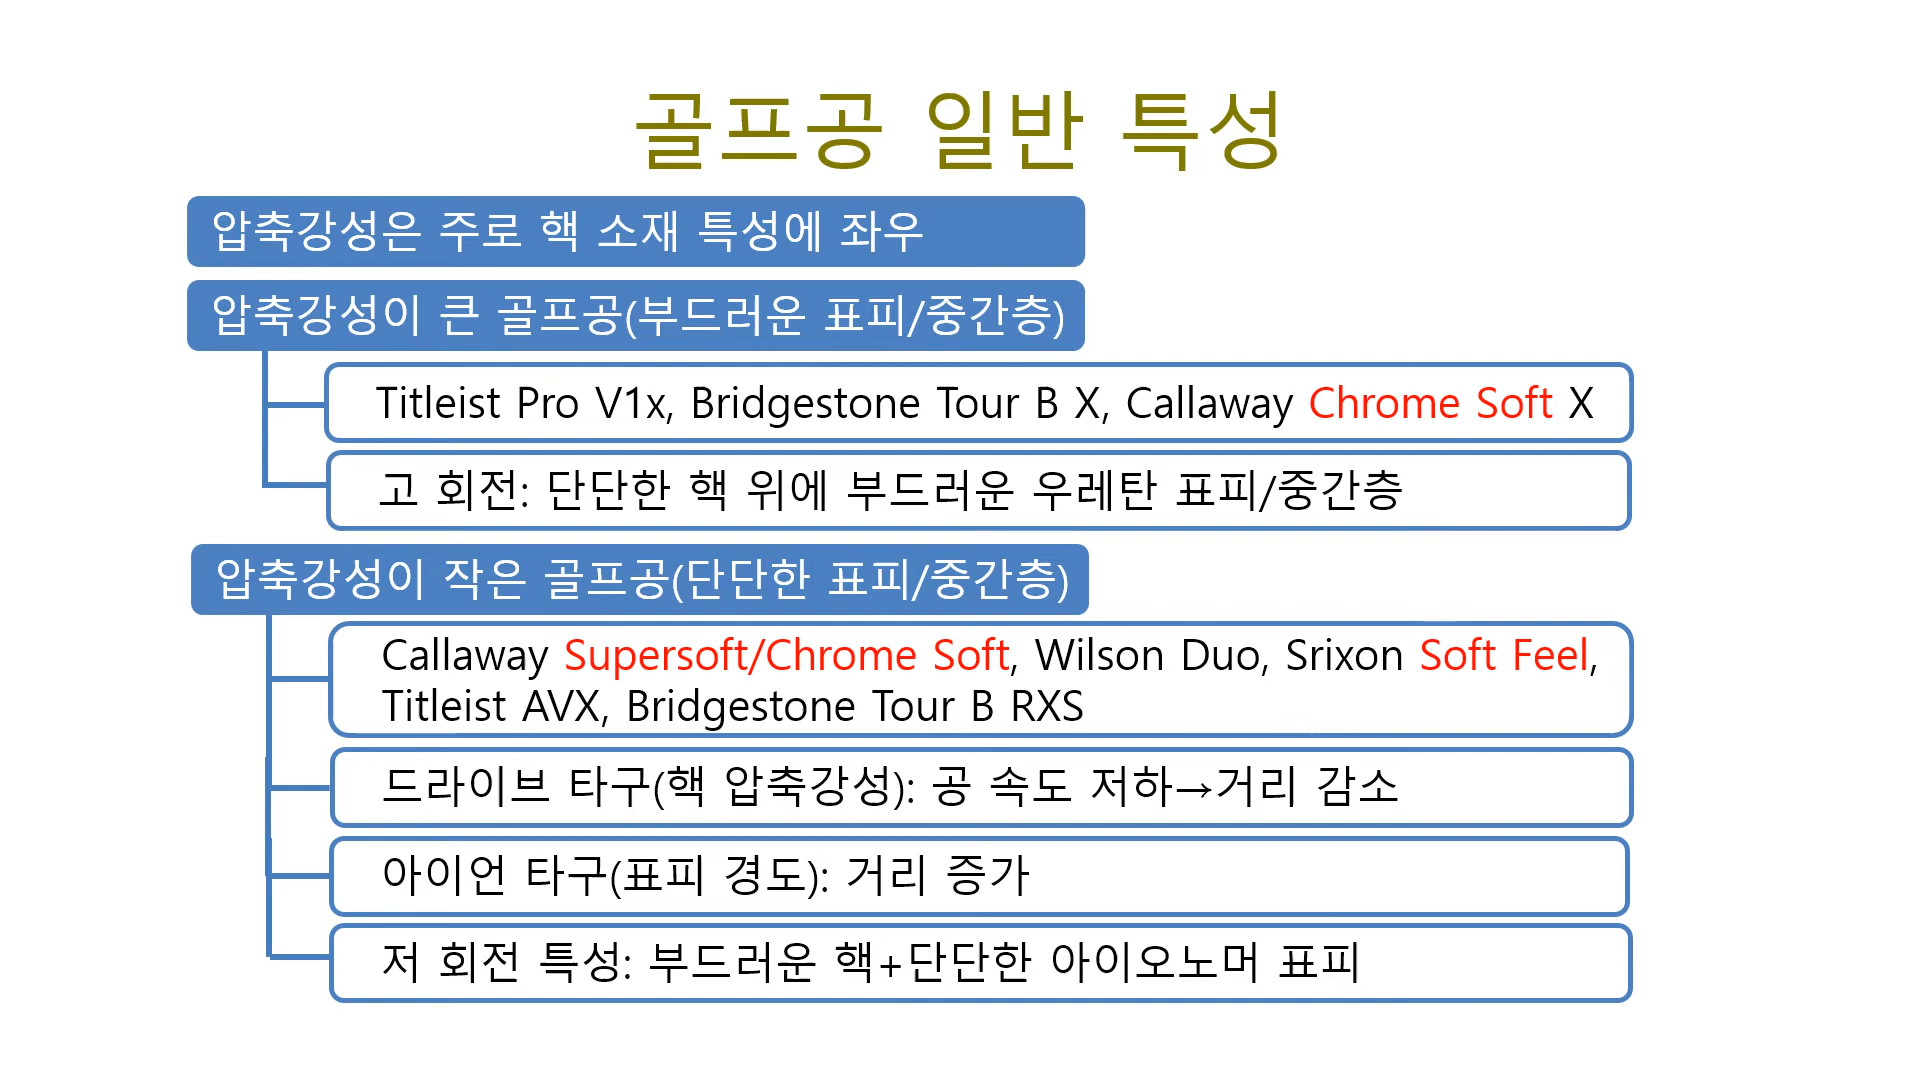 골프공 일반 특성
압축강성은 주로 핵 소재 특성에 좌우
압축강성이 큰 골프공(부드러운 표피/중간층)
Titleist Pro V1x, Bridgestone Tour B X, Callaway Chrome Soft X
고 회전: 단단한 핵 위에 부드러운 우레탄 표피/중간층
압축강성이 작은 골프공(단단한 표피/중간층)
Callaway Supersoft/Chrome Soft, Wilson Duo, Srixon Soft Feel,
Titleist AVX, Bridgestone Tour B RXS
드라이브 타구(핵 압축강성): 공 속도 저하→거리 감소
아이언 타구(표피 경도): 거리 증가
저 회전 특성: 부드러운 핵+단단한 아이오노머 표피